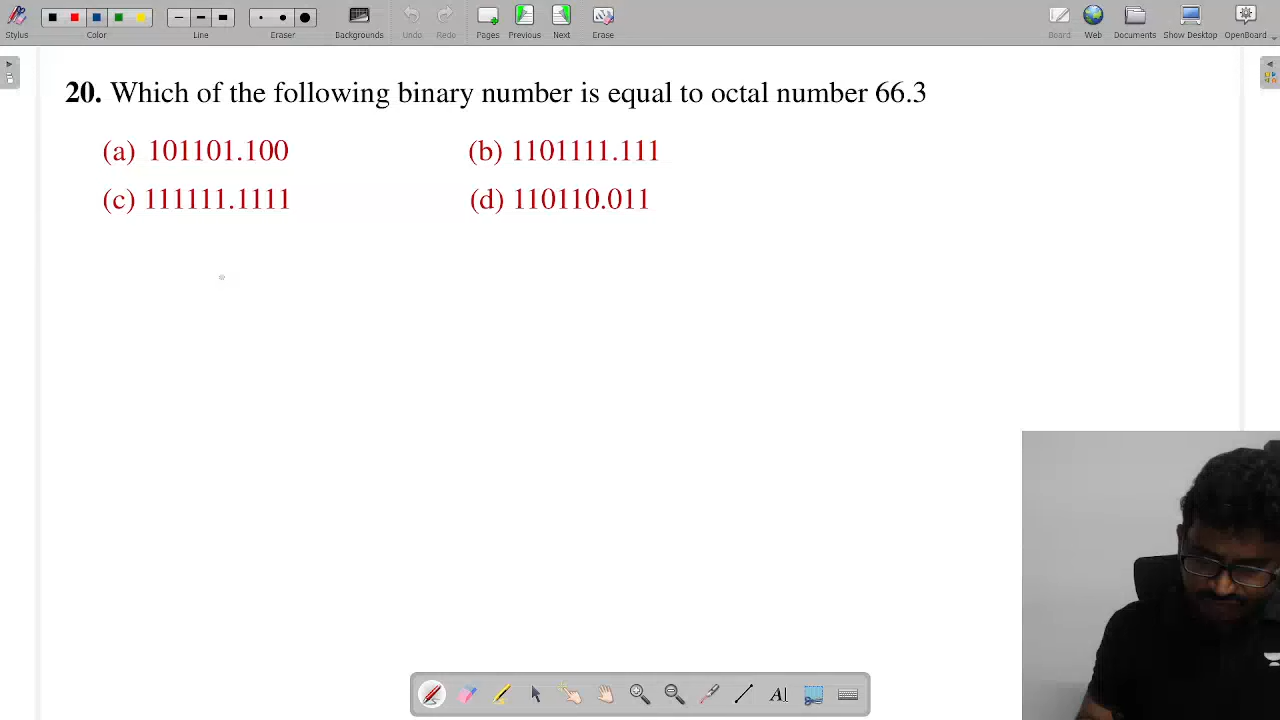 Stylus Color Line Eraser Backgrounds Undo Redo Pages Previous Next Erase Board Web Documents Show Desktop OpenBoard
20. Which of the following binary number is equal to octal number 66.3
(a) 101101.100 (b) 1101111.111
(c) 111111.1111 (d) 110110.011